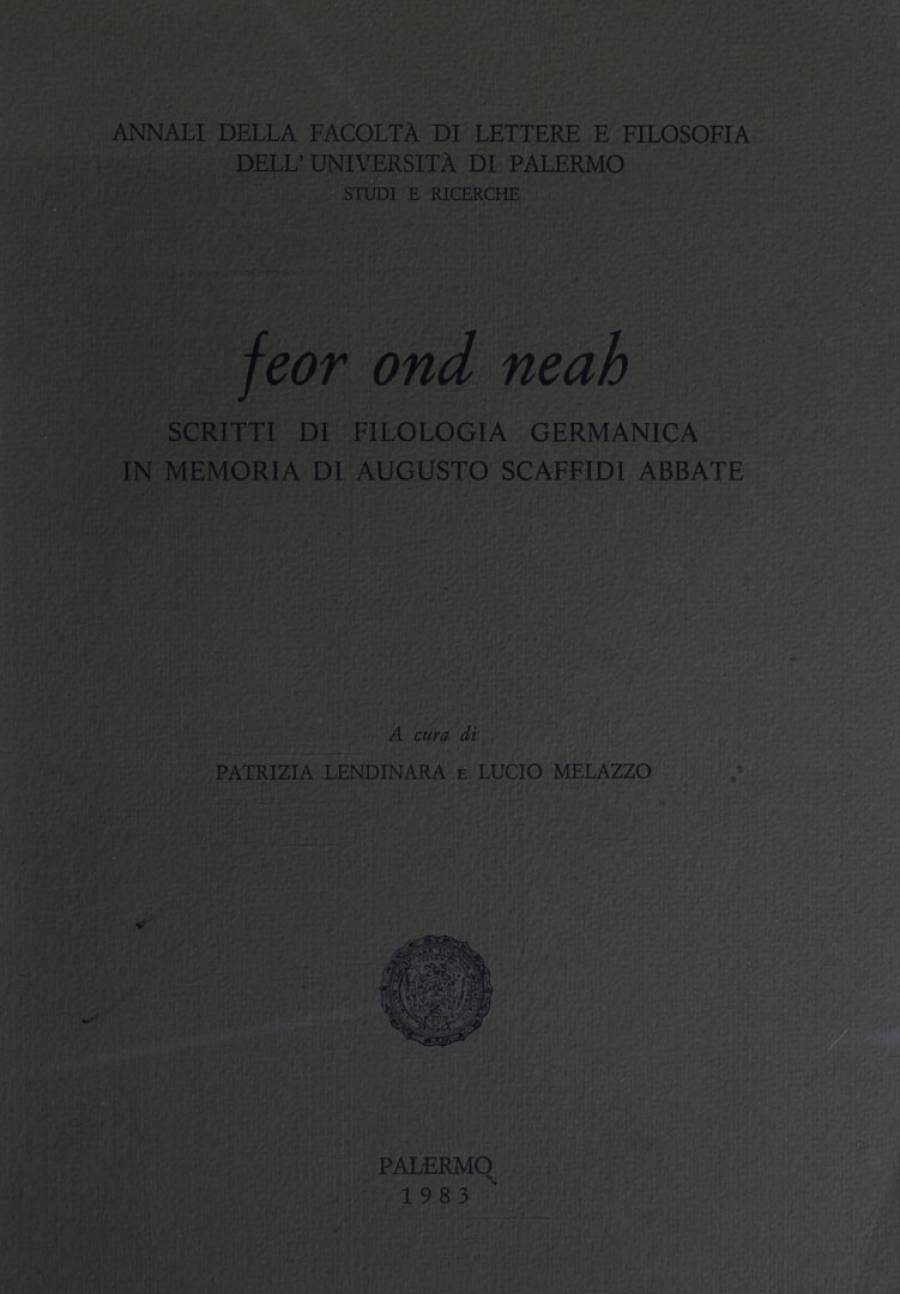 ANNALI DELLA FACOLTÀ DI LETTERE E FILOSOFIA
DELL' UNIVERSITÀ DI PALERMO
STUDI E RICERCHE
feor ond neah
SCRITTI DI FILOLOGIA GERMANICA
IN MEMORIA DI AUGUSTO SCAFFIDI ABBATE
A cura di
PATRIZIA LENDINARA E LUCIO MELAZZO
PALERMO
1983